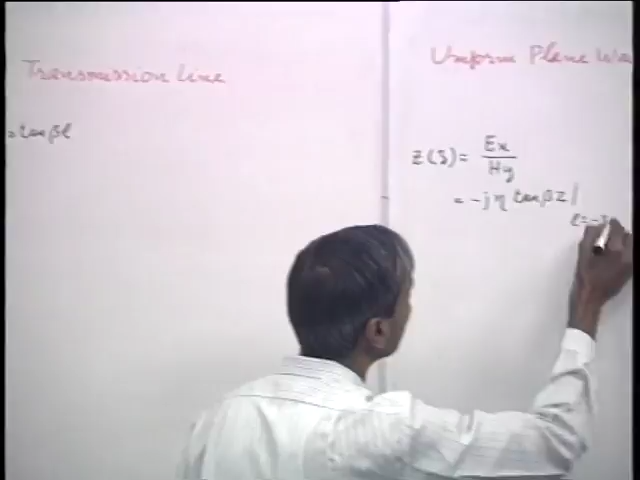 Transmission Line
= tan βl
Uniform Plane Wa
Z(S) = Ex
Hy
= -jη tan βz |